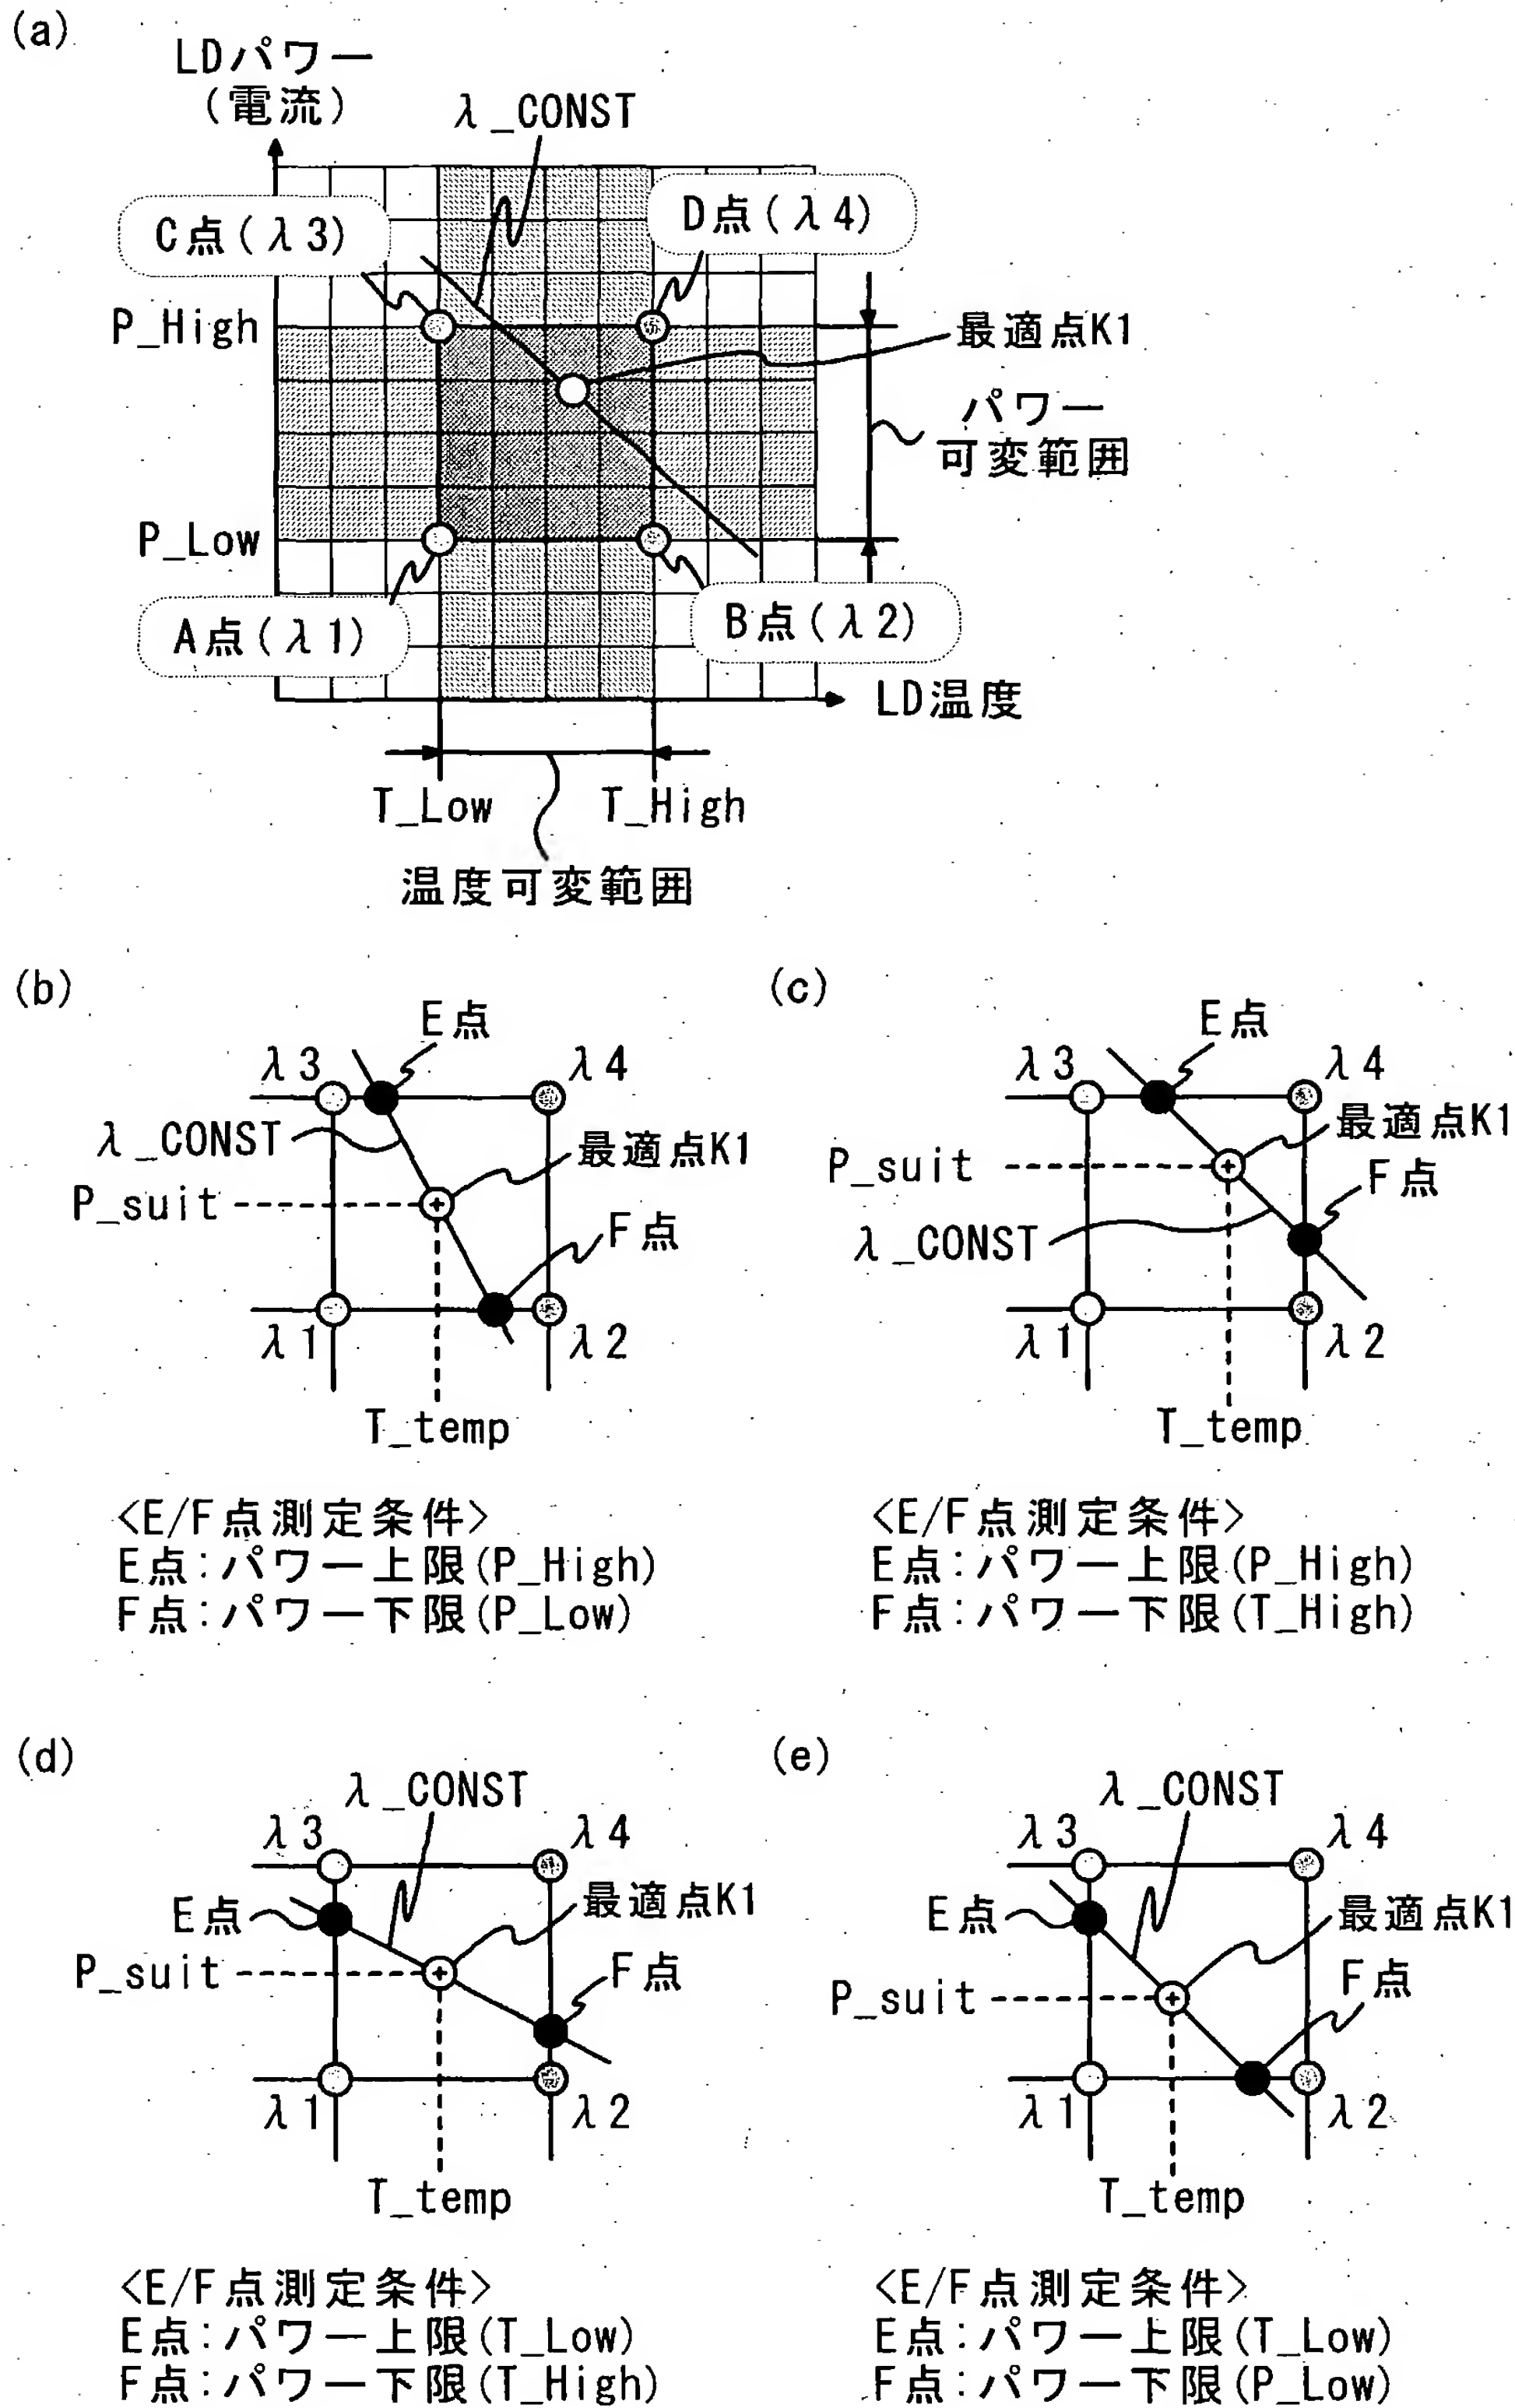 (a)
LDパワー
(電流)
λ_CONST
C点(λ3)
D点(λ4)
P_High
最適点K1
パワー
可変範囲
P_Low
A点(λ1)
B点(λ2)
LD温度
T_Low
T_High
温度可変範囲
(b)
E点
λ3
λ4
λ_CONST
最適点K1
P_suit
F点
λ1
λ2
T_temp
<E/F点測定条件>
E点:パワー上限(P_High)
F点:パワー下限(P_Low)
(c)
E点
λ3
λ4
最適点K1
P_suit
F点
λ_CONST
λ1
λ2
T_temp
<E/F点測定条件>
E点:パワー上限(P_High)
F点:パワー下限(T_High)
(d)
λ_CONST
λ3
λ4
E点
最適点K1
P_suit
F点
λ1
λ2
T_temp
<E/F点測定条件>
E点:パワー上限(T_Low)
F点:パワー下限(T_High)
(e)
λ_CONST
λ3
λ4
E点
最適点K1
P_suit
F点
λ1
λ2
T_temp
<E/F点測定条件>
E点:パワー上限(T_Low)
F点:パワー下限(P_Low)